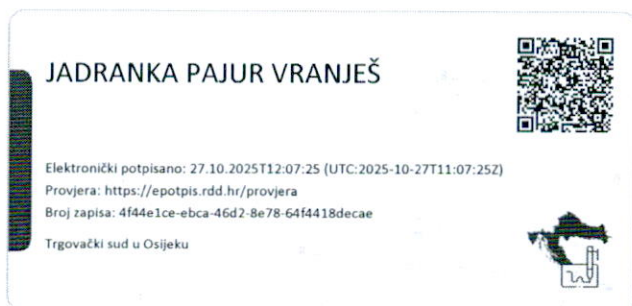 JADRANKA PAJUR VRANJEŠ
Elektronički potpisano: 27.10.2025T12:07:25 (UTC:2025-10-27T11:07:25Z)
Provjera: https://epotpis.rdd.hr/provjera
Broj zapisa: 4f44e1ce-ebca-46d2-8e78-64f4418decae
Trgovački sud u Osijeku